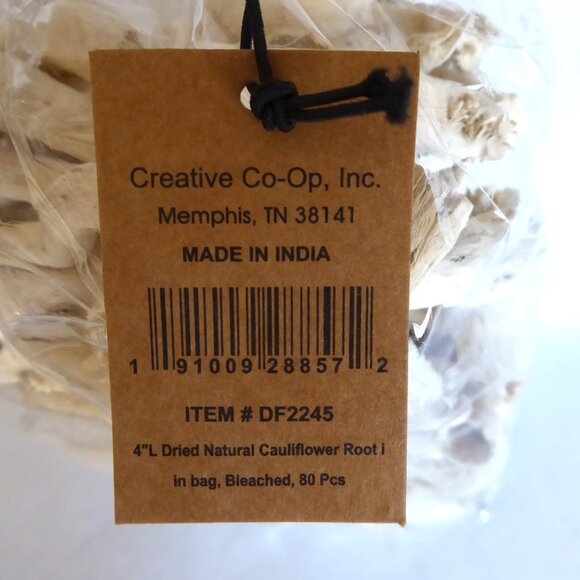 Creative Co-Op, Inc.
Memphis, TN 38141
MADE IN INDIA
1 91009 28857 2
ITEM # DF2245
4"L Dried Natural Cauliflower Root i
in bag, Bleached, 80 Pcs